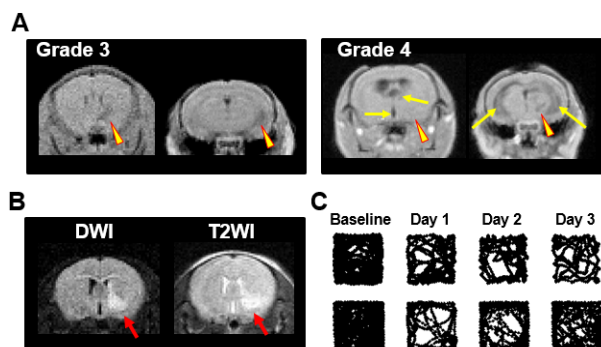 A
Grade 3
Grade 4
B
DWI
T2WI
C
Baseline Day 1 Day 2 Day 3